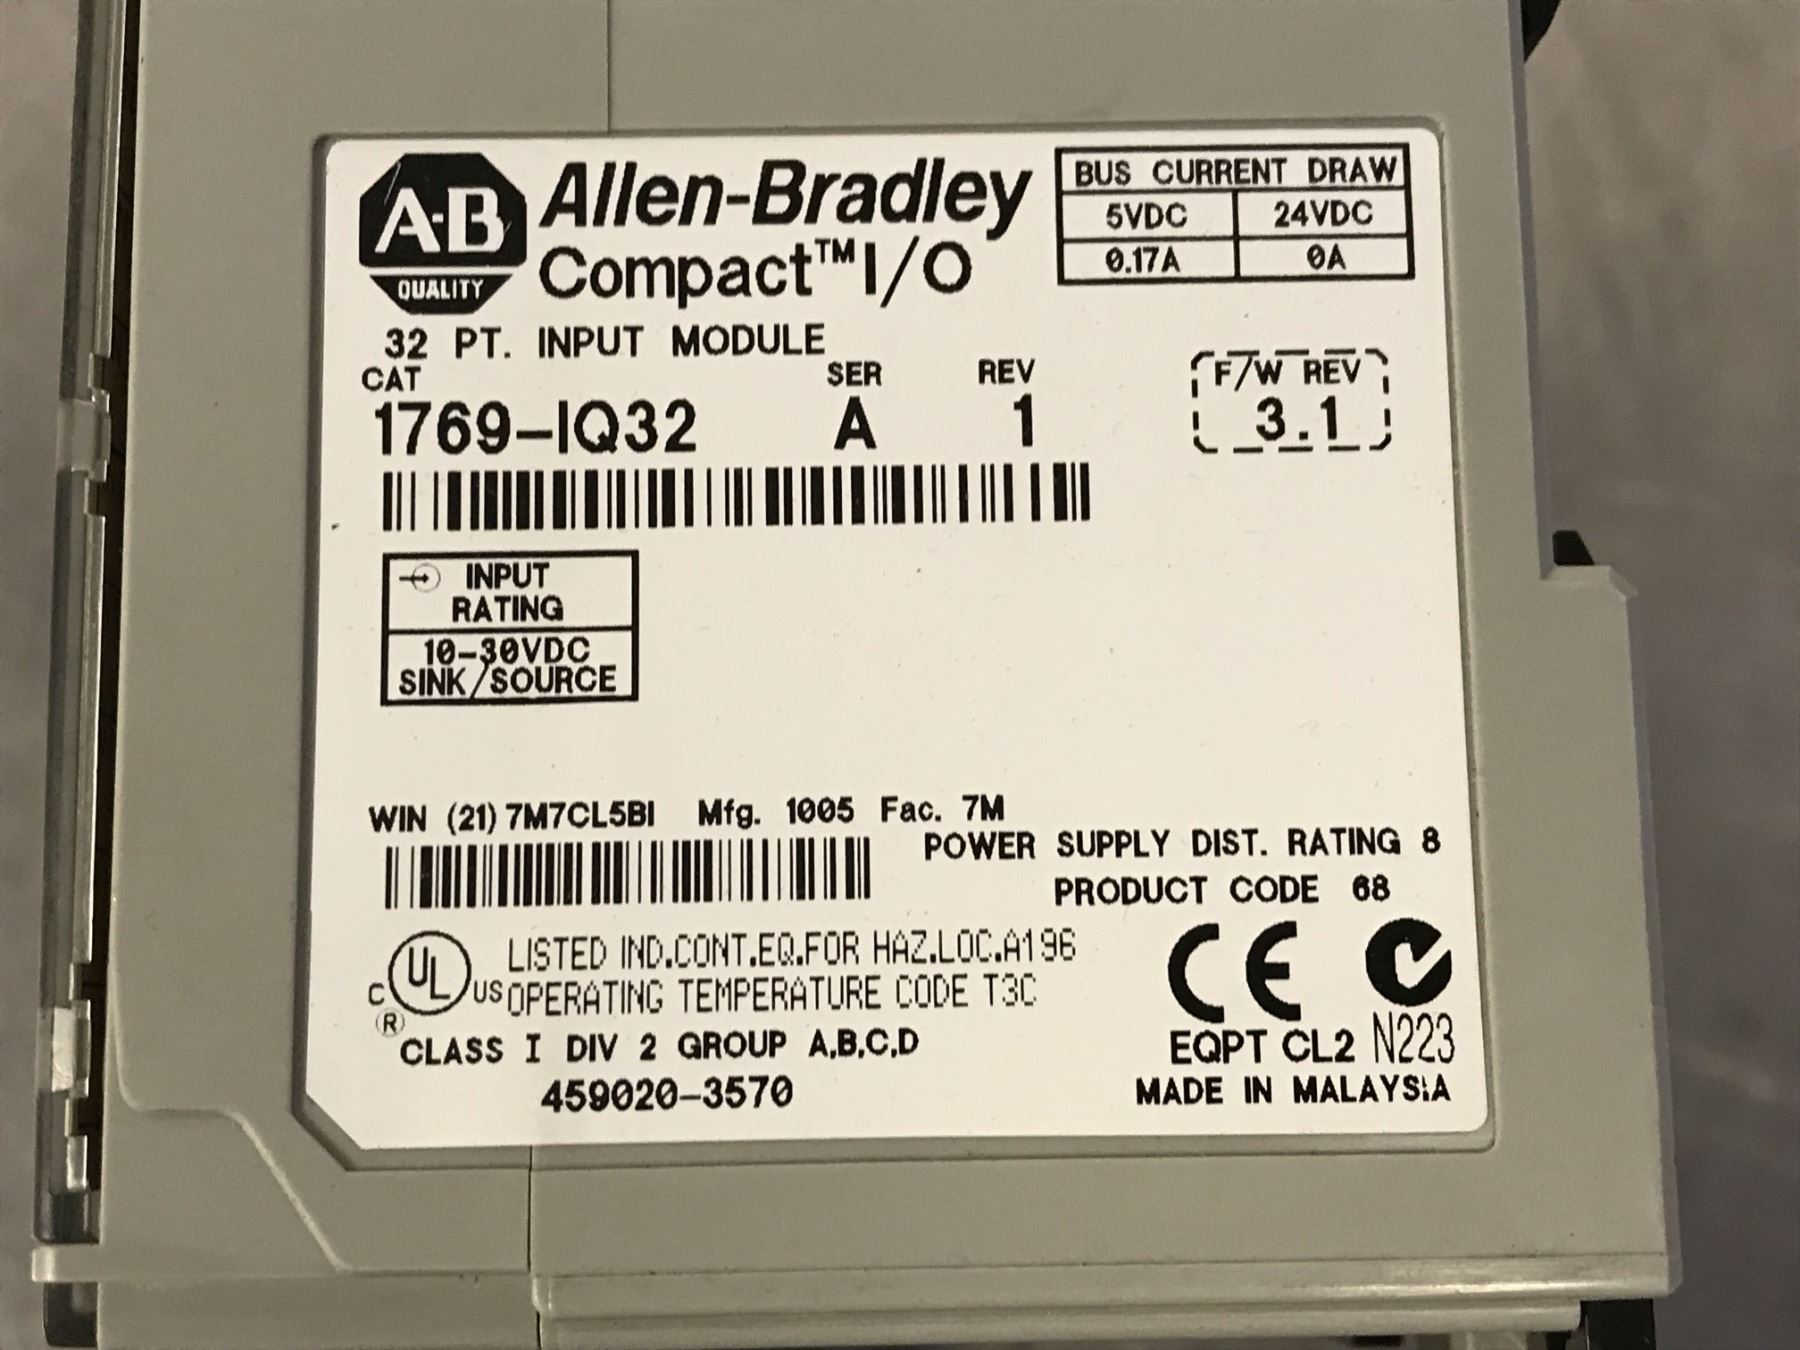 A-B
QUALITY
Allen-Bradley
Compact™ I/O
BUS CURRENT DRAW
5VDC 24VDC
0.17A 0A
32 PT. INPUT MODULE
CAT SER REV
1769-IQ32 A 1
F/W REV
3.1
INPUT
RATING
10-30VDC
SINK/SOURCE
WIN (21) 7M7CL5BI Mfg. 1005 Fac. 7M
POWER SUPPLY DIST. RATING 8
PRODUCT CODE 68
C UL US ®
LISTED IND.CONT.EQ.FOR HAZ.LOC.A196
OPERATING TEMPERATURE CODE T3C
CLASS I DIV 2 GROUP A,B,C,D
459020-3570
CE
EQPT CL2 N223
MADE IN MALAYSIA